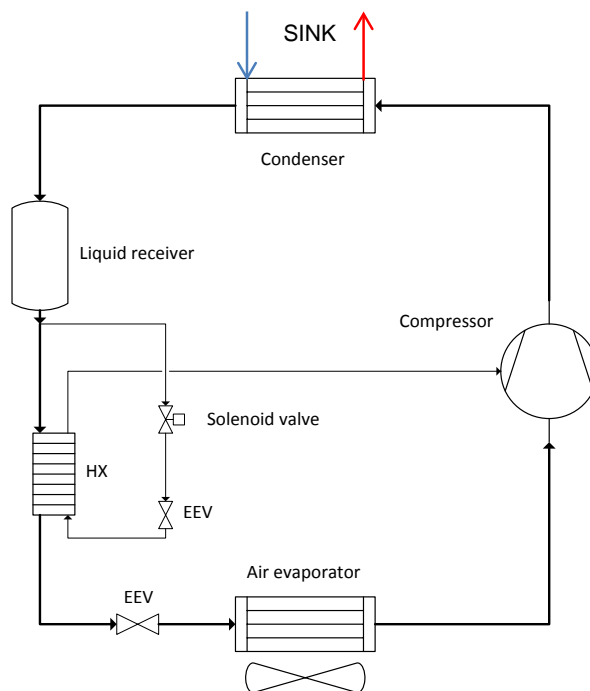 SINK
Condenser
Liquid receiver
Compressor
Solenoid valve
HX
EEV
Air evaporator
EEV